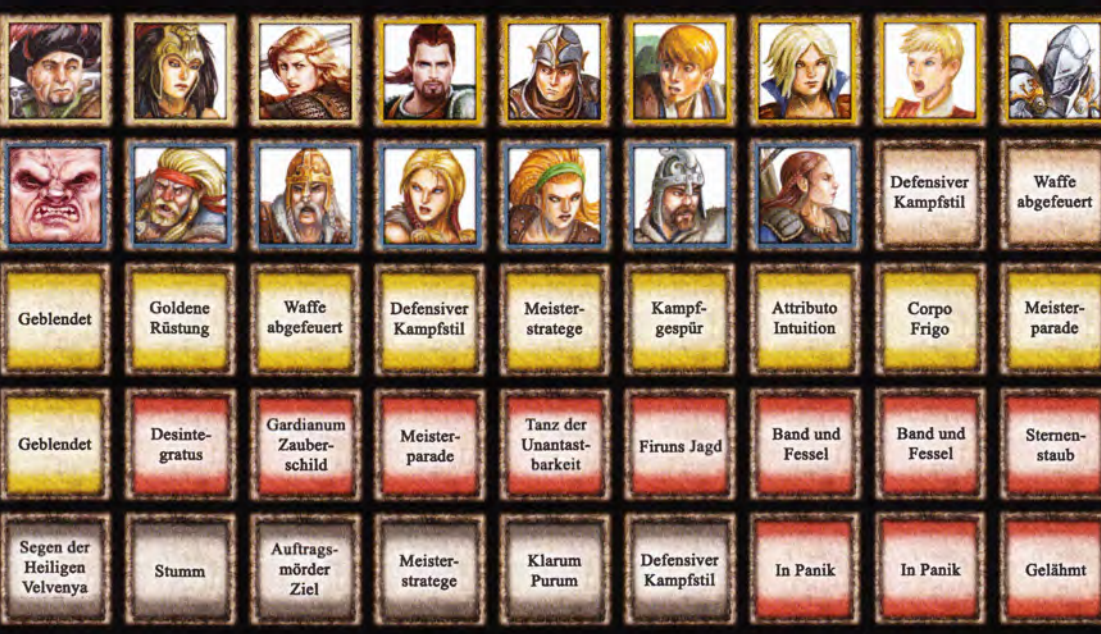 Defensiver
Kampfstil
Waffe
abgefeuert
Geblendet
Goldene
Rüstung
Waffe
abgefeuert
Defensiver
Kampfstil
Meister-
stratege
Kampf-
gespür
Attributo
Intuition
Corpo
Frigo
Meister-
parade
Geblendet
Desinte-
gratus
Gardianum
Zauber-
schild
Meister-
parade
Tanz der
Unantast-
barkeit
Firuns Jagd
Band und
Fessel
Band und
Fessel
Sternen-
staub
Segen der
Heiligen
Velvenya
Stumm
Auftrags-
mörder
Ziel
Meister-
stratege
Klarum
Purum
Defensiver
Kampfstil
In Panik
In Panik
Gelähmt